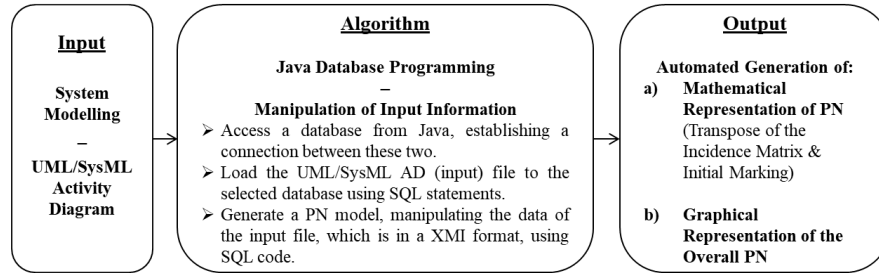 Input
System
Modelling
–
UML/SysML
Activity
Diagram
Algorithm
Java Database Programming
–
Manipulation of Input Information
➢ Access a database from Java, establishing a
connection between these two.
➢ Load the UML/SysML AD (input) file to the
selected database using SQL statements.
➢ Generate a PN model, manipulating the data of
the input file, which is in a XMI format, using
SQL code.
Output
Automated Generation of:
a) Mathematical
Representation of PN
(Transpose of the
Incidence Matrix &
Initial Marking)
b) Graphical
Representation of the
Overall PN